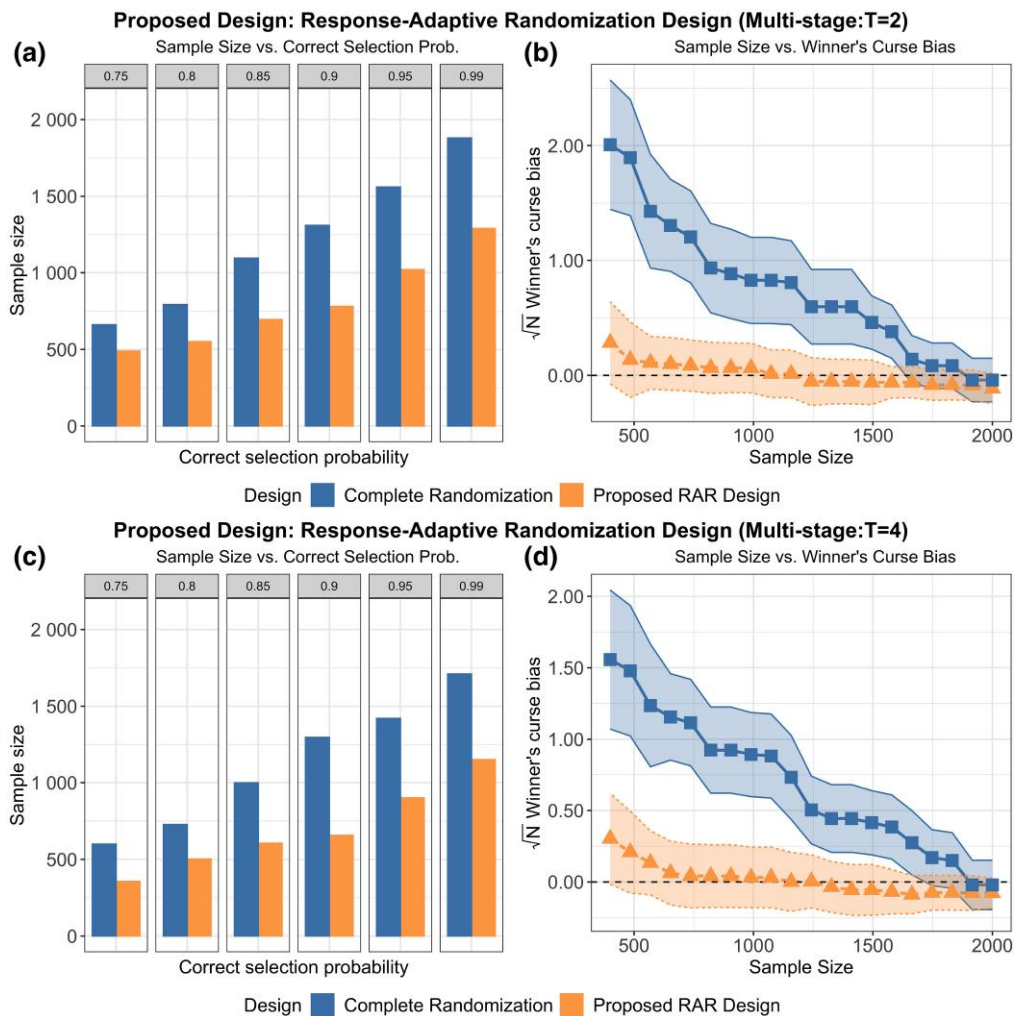 Proposed Design: Response-Adaptive Randomization Design (Multi-stage:T=2)
(a)
Sample Size vs. Correct Selection Prob.
0.75 0.8 0.85 0.9 0.95 0.99
2 000
1 500
1 000
500
0
Sample size
Correct selection probability
(b)
Sample Size vs. Winner's Curse Bias
2.00
1.00
0.00
√N Winner's curse bias
500 1000 1500 2000
Sample Size
Design Complete Randomization Proposed RAR Design
Proposed Design: Response-Adaptive Randomization Design (Multi-stage:T=4)
(c)
Sample Size vs. Correct Selection Prob.
0.75 0.8 0.85 0.9 0.95 0.99
2 000
1 500
1 000
500
0
Sample size
Correct selection probability
(d)
Sample Size vs. Winner's Curse Bias
2.00
1.50
1.00
0.50
0.00
√N Winner's curse bias
500 1000 1500 2000
Sample Size
Design Complete Randomization Proposed RAR Design